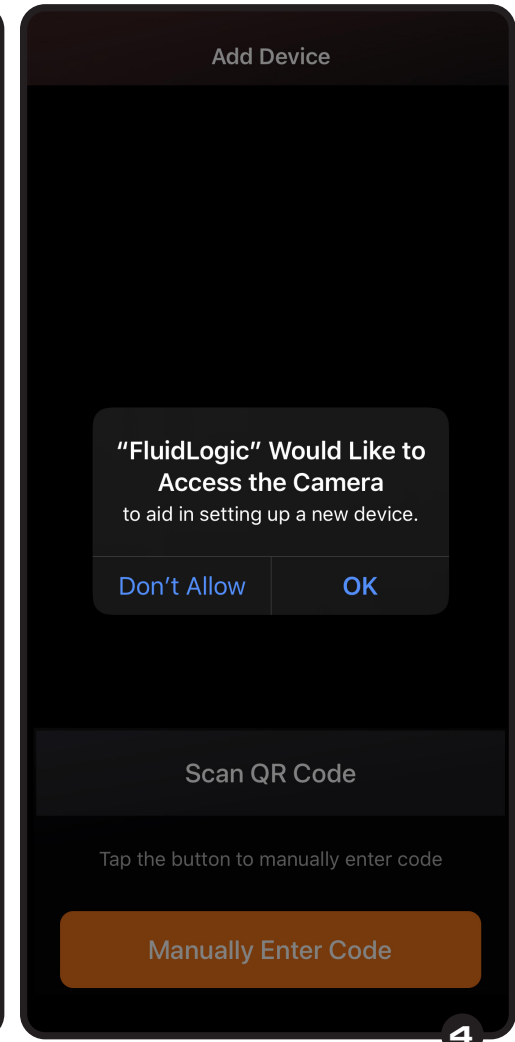 Add Device
“FluidLogic” Would Like to
Access the Camera
to aid in setting up a new device.
Don’t Allow
OK
Scan QR Code
Tap the button to manually enter code
Manually Enter Code
4